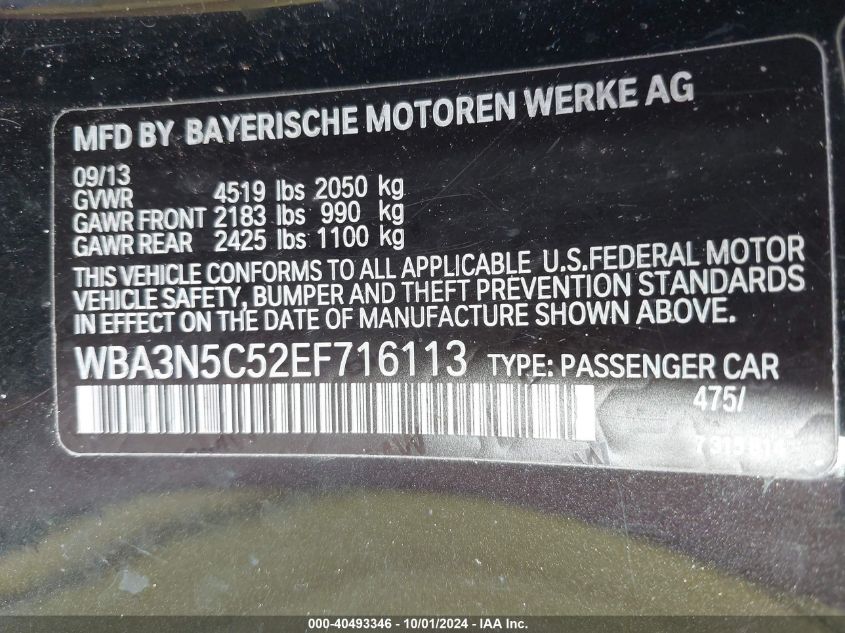 MFD BY BAYERISCHE MOTOREN WERKE AG
09/13
GVWR 4519 lbs 2050 kg
GAWR FRONT 2183 lbs 990 kg
GAWR REAR 2425 lbs 1100 kg
THIS VEHICLE CONFORMS TO ALL APPLICABLE U.S.FEDERAL MOTOR
VEHICLE SAFETY, BUMPER AND THEFT PREVENTION STANDARDS
IN EFFECT ON THE DATE OF MANUFACTURE SHOWN ABOVE.
WBA3N5C52EF716113 TYPE: PASSENGER CAR
475/
000-40493346 - 10/01/2024 - IAA Inc.